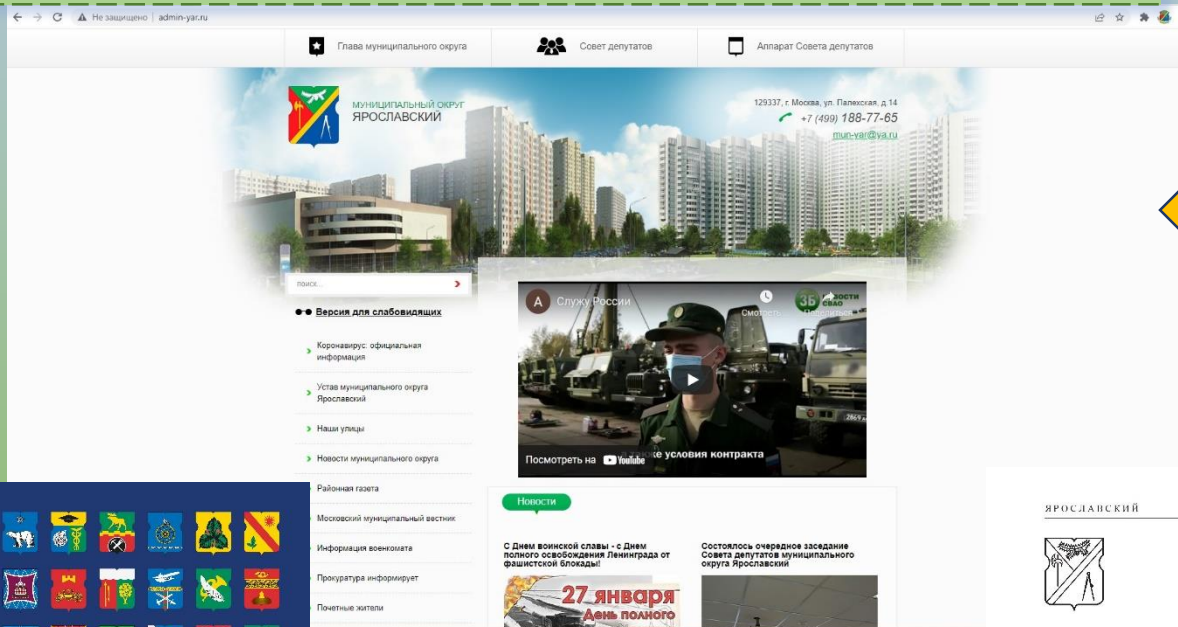 Не защищено | admin-yar.ru
Глава муниципального округа
Совет депутатов
Аппарат Совета депутатов
МУНИЦИПАЛЬНЫЙ ОКРУГ
ЯРОСЛАВСКИЙ
129337, г. Москва, ул. Палехская, д.14
+7 (499) 188-77-65
mun-yar@ya.ru
поиск...
Версия для слабовидящих
Коронавирус: официальная
информация
Устав муниципального округа
Ярославский
Наши улицы
Новости муниципального округа
Районная газета
Московский муниципальный вестник
Информация военкомата
Прокуратура информирует
Почетные жители
А Служу России
Смотреть...
Поделиться
ЗБ НОВОСТИ
СВАО
также условия контракта
Посмотреть на YouTube
Новости
С Днем воинской славы - с Днем
полного освобождения Ленинграда от
фашистской блокады!
27 января
День полного
Состоялось очередное заседание
Совета депутатов муниципального
округа Ярославский
ЯРОСЛАВСКИЙ